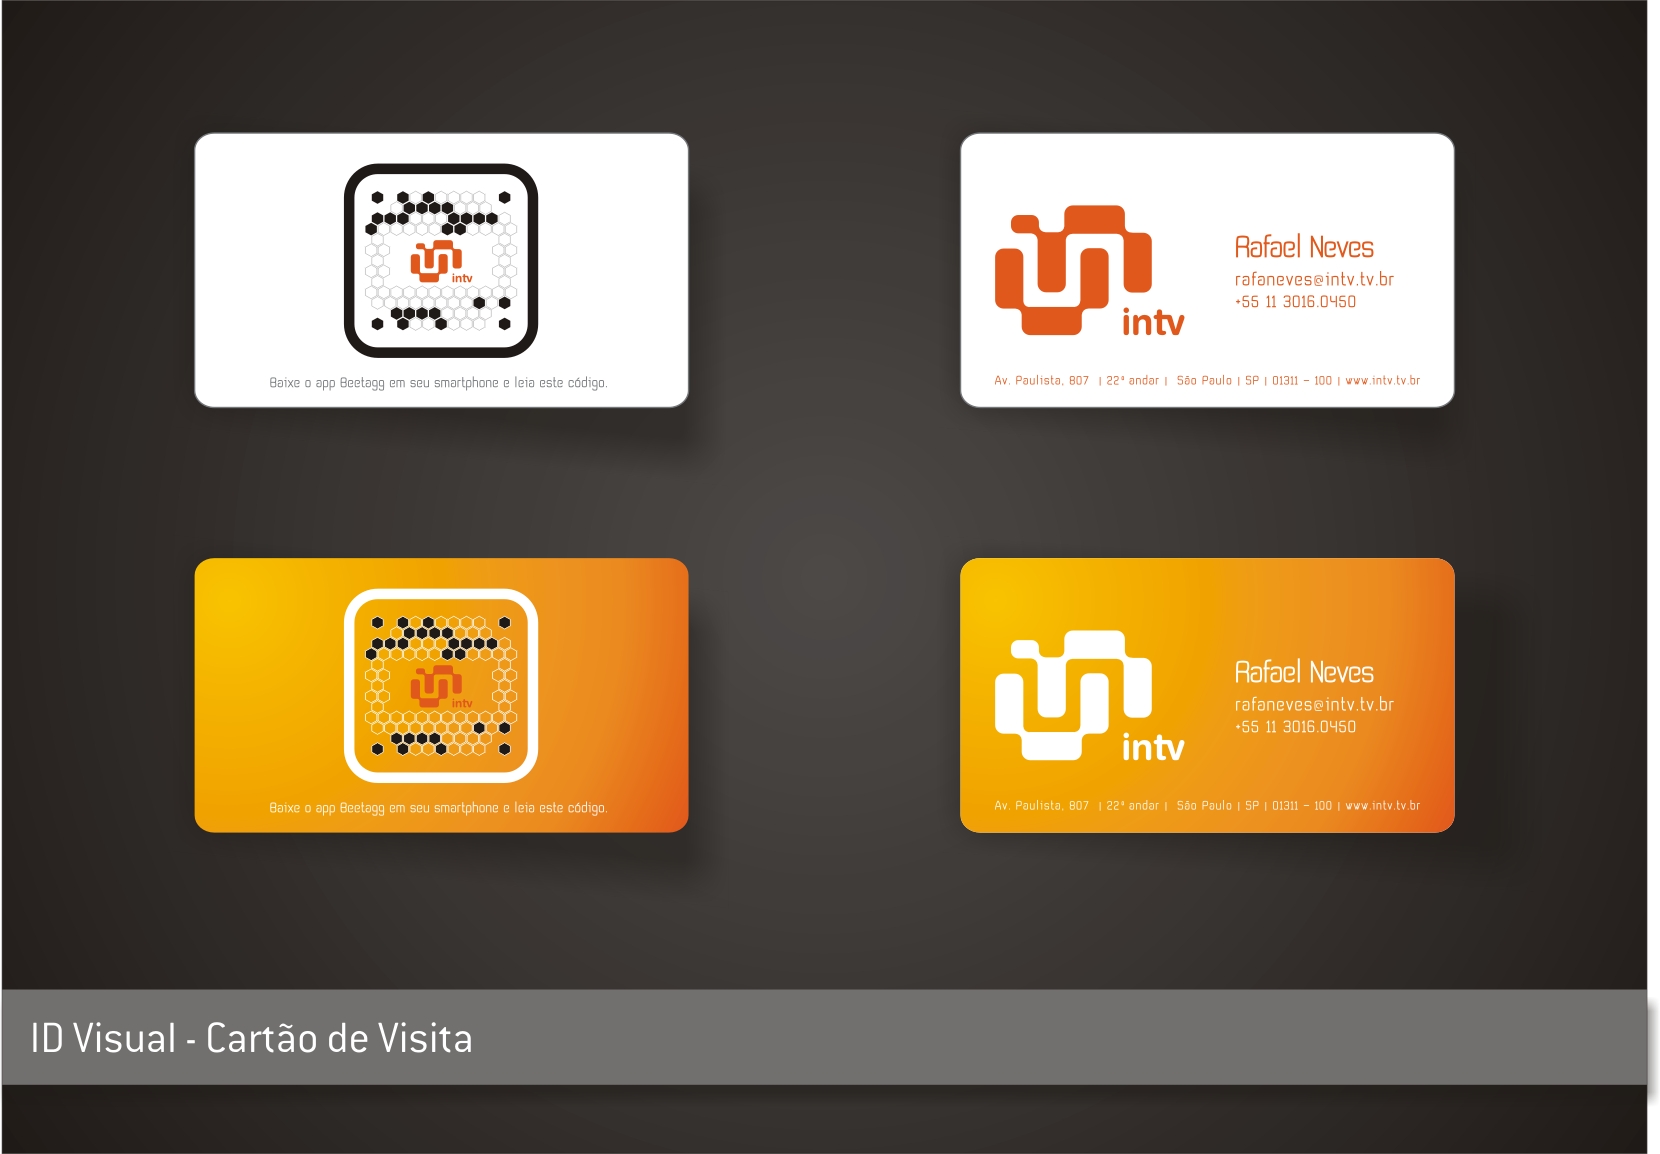 intv
Baixe o app Beetagg em seu smartphone e leia este código.
intv
Rafael Neves
rafaneves@intv.tv.br
+55 11 3016.0450
Av. Paulista, 807 | 22º andar | São Paulo | SP | 01311 - 100 | www.intv.tv.br
intv
Baixe o app Beetagg em seu smartphone e leia este código.
intv
Rafael Neves
rafaneves@intv.tv.br
+55 11 3016.0450
Av. Paulista, 807 | 22º andar | São Paulo | SP | 01311 - 100 | www.intv.tv.br
ID Visual - Cartão de Visita